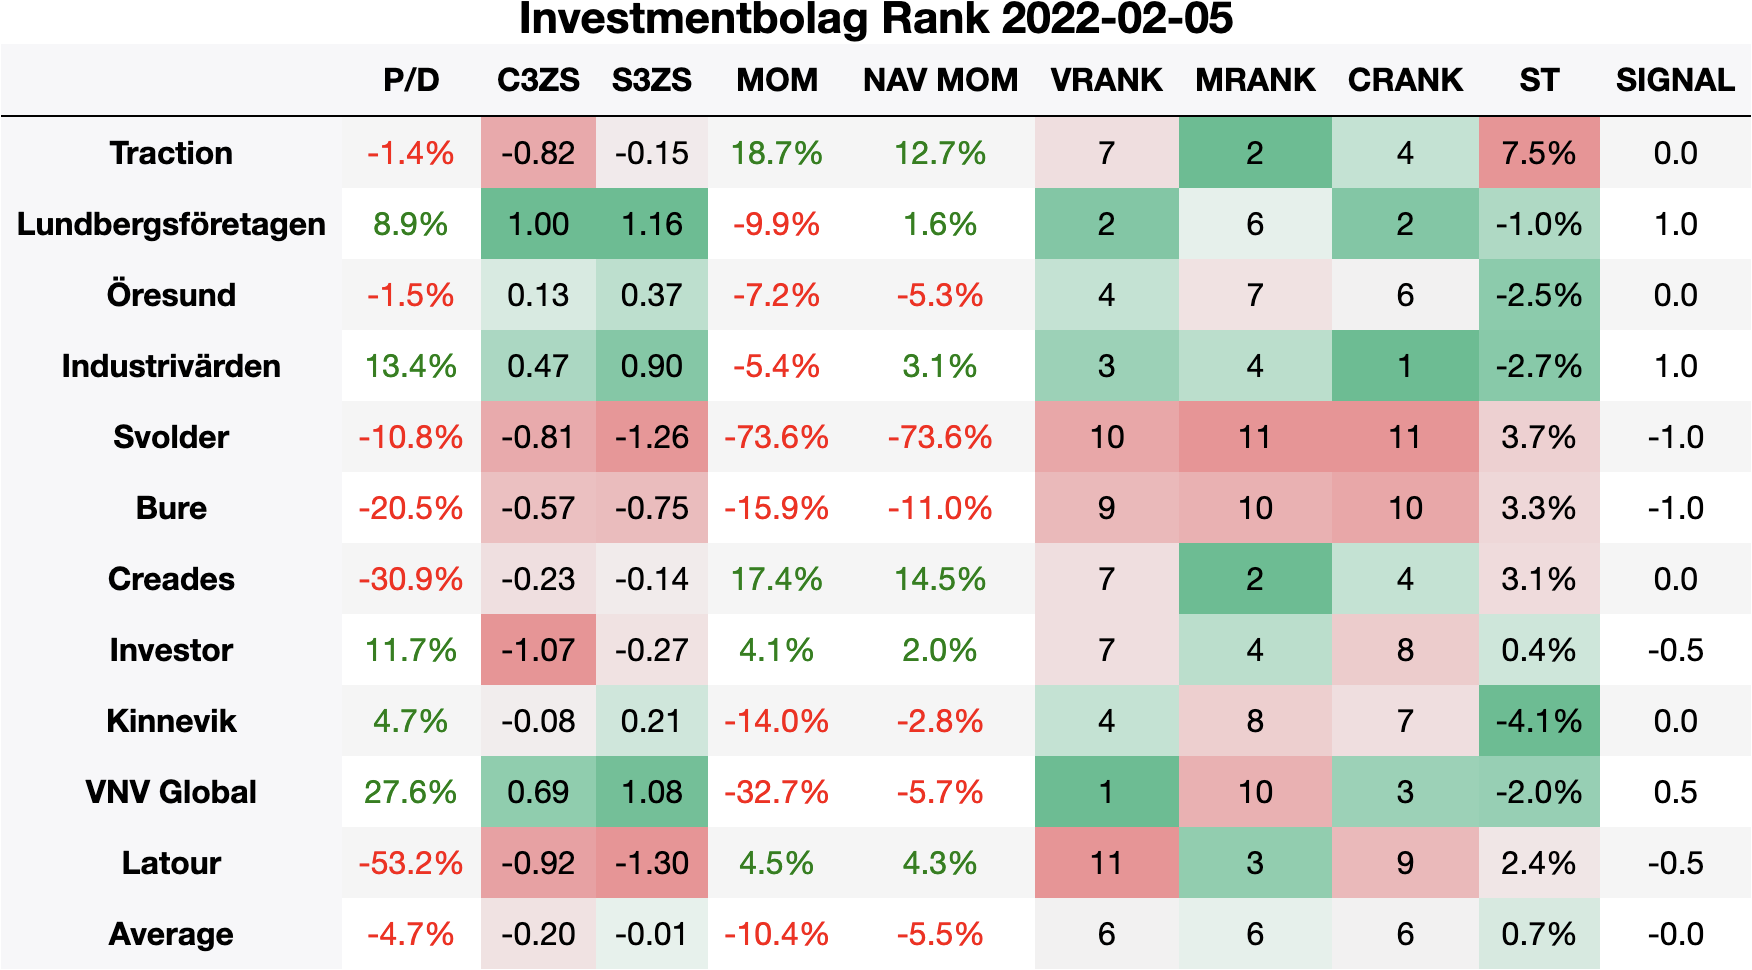 Investmentbolag Rank 2022-02-05
P/D C3ZS S3ZS MOM NAV MOM VRANK MRANK CRANK ST SIGNAL
Traction -1.4% -0.82 -0.15 18.7% 12.7% 7 2 4 7.5% 0.0
Lundbergsföretagen 8.9% 1.00 1.16 -9.9% 1.6% 2 6 2 -1.0% 1.0
Öresund -1.5% 0.13 0.37 -7.2% -5.3% 4 7 6 -2.5% 0.0
Industrivärden 13.4% 0.47 0.90 -5.4% 3.1% 3 4 1 -2.7% 1.0
Svolder -10.8% -0.81 -1.26 -73.6% -73.6% 10 11 11 3.7% -1.0
Bure -20.5% -0.57 -0.75 -15.9% -11.0% 9 10 10 3.3% -1.0
Creades -30.9% -0.23 -0.14 17.4% 14.5% 7 2 4 3.1% 0.0
Investor 11.7% -1.07 -0.27 4.1% 2.0% 7 4 8 0.4% -0.5
Kinnevik 4.7% -0.08 0.21 -14.0% -2.8% 4 8 7 -4.1% 0.0
VNV Global 27.6% 0.69 1.08 -32.7% -5.7% 1 10 3 -2.0% 0.5
Latour -53.2% -0.92 -1.30 4.5% 4.3% 11 3 9 2.4% -0.5
Average -4.7% -0.20 -0.01 -10.4% -5.5% 6 6 6 0.7% -0.0